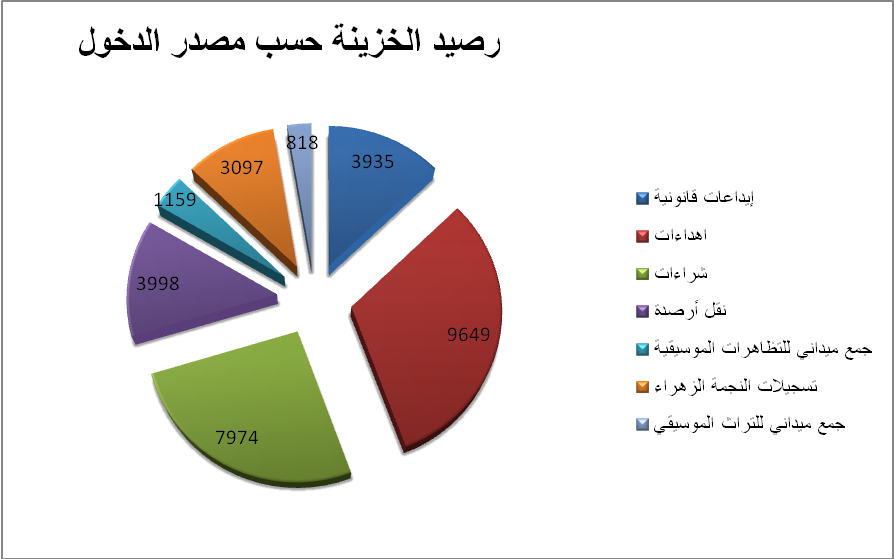 رصيد الخزينة حسب مصدر الدخول
818
3935
3097
1159
3998
9649
7974
إيداعات قانونية
اهداءات
شراءات
نقل أرصدة
جمع ميداني للتظاهرات الموسيقية
تسجيلات النجمة الزهراء
جمع ميداني للتراث الموسيقي